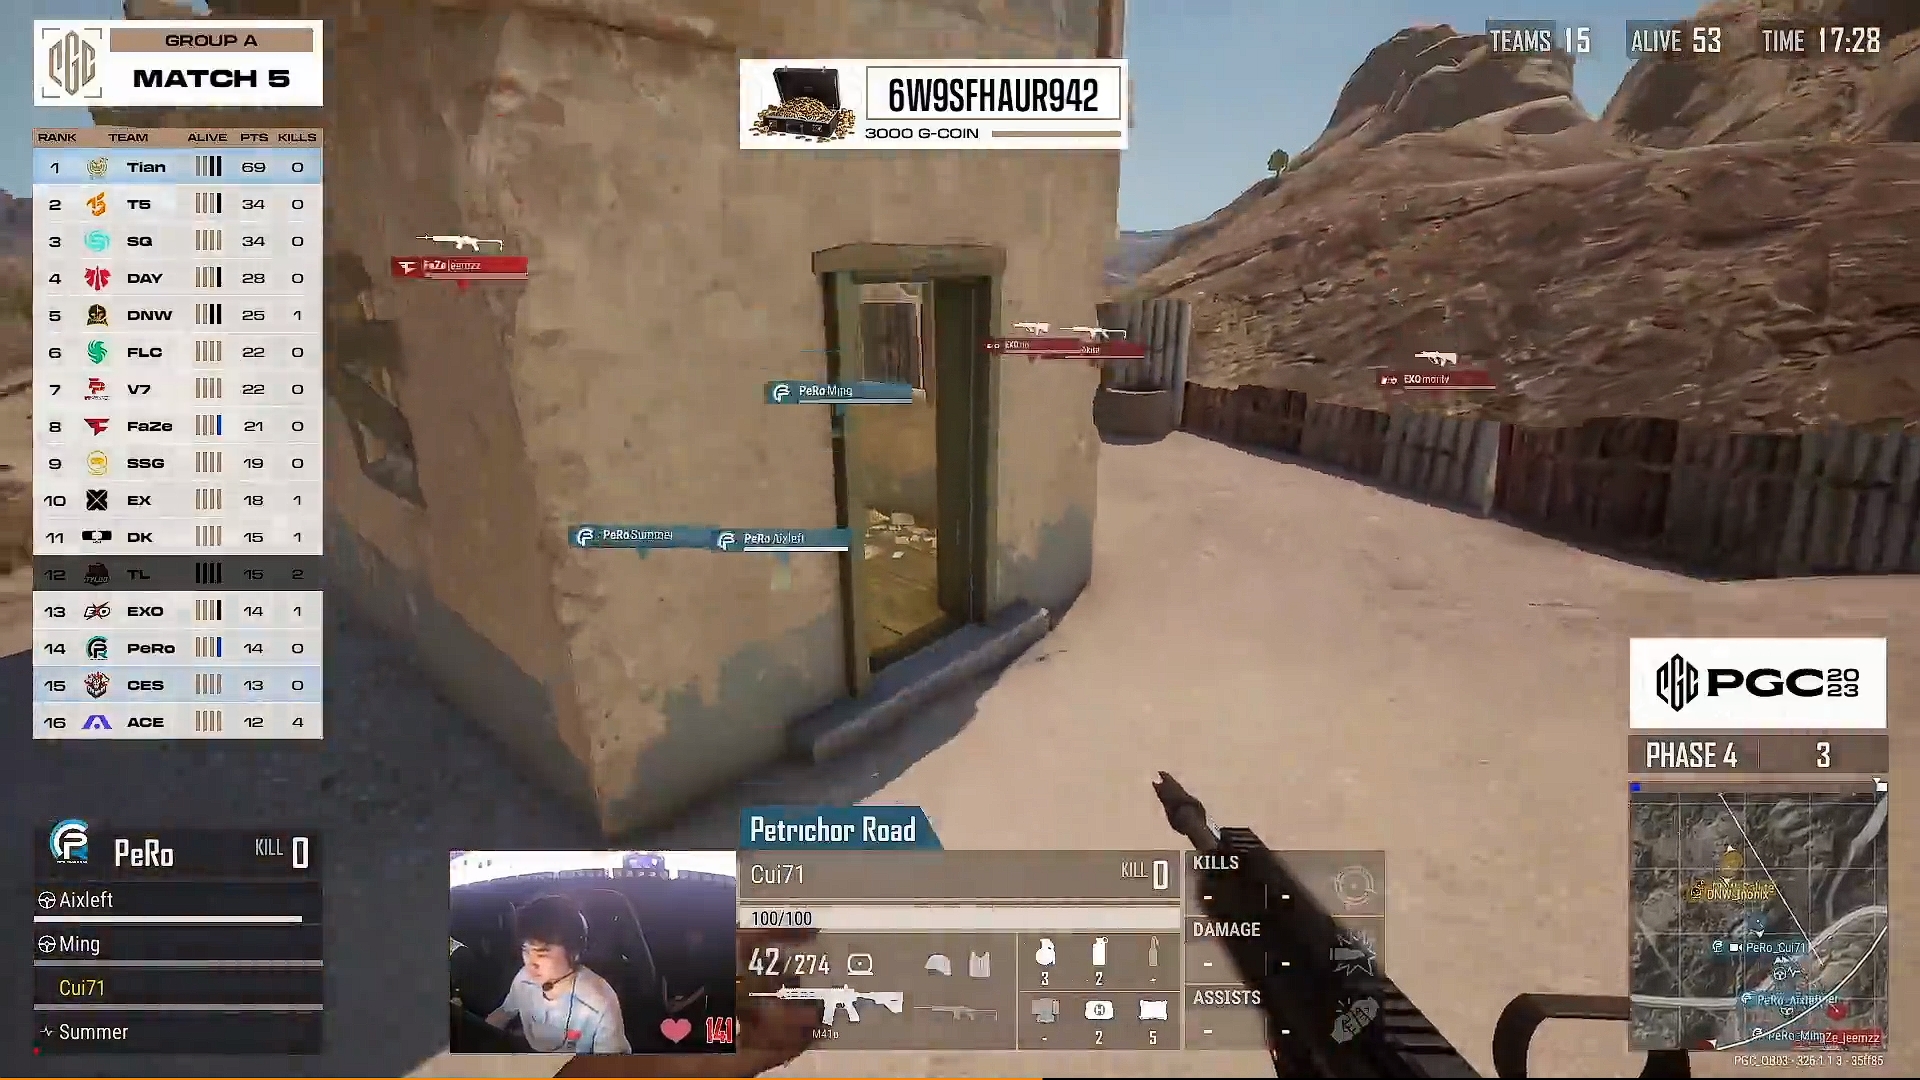 GROUP A
MATCH 5
6W9SFHAUR942
3000 G-COIN
TEAMS 15 ALIVE 53 TIME 17:28
RANK TEAM ALIVE PTS KILLS
1 Tian 69 0
2 T5 34 0
3 SQ 34 0
4 DAY 28 0
5 DNW 25 1
6 FLC 22 0
7 V7 22 0
8 FaZe 21 0
9 SSG 19 0
10 EX 18 1
11 DK 15 1
12 TL 15 2
13 EXO 14 1
14 PeRo 14 0
15 CES 13 0
16 ACE 12 4
FaZe jeemzz
PeRo Ming
PeRo Summer
PeRo Aixleft
PGC 2023
PHASE 4 3
PeRo_Cui71
PeRo KILL 0
Aixleft
Ming
Cui71
Summer
141
Petrichor Road
Cui71 KILL 0
100/100
42/274
3 2 -
- 2 5
KILLS
- -
DAMAGE
- -
ASSISTS
- -